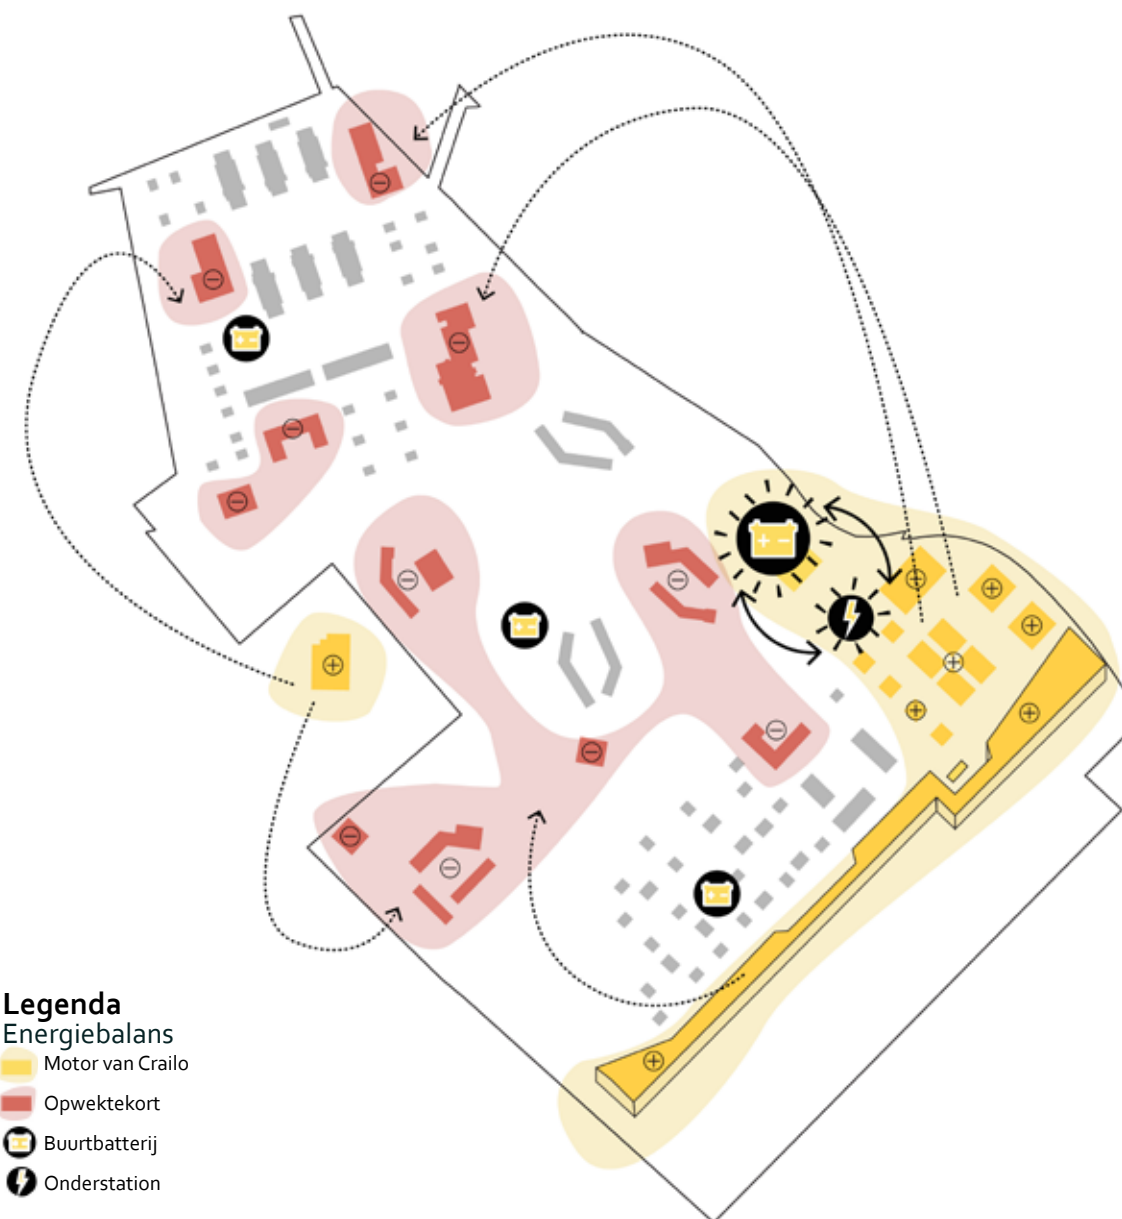 Legenda
Energiebalans
Motor van Crailo
Opwektekort
Buurtbatterij
Onderstation